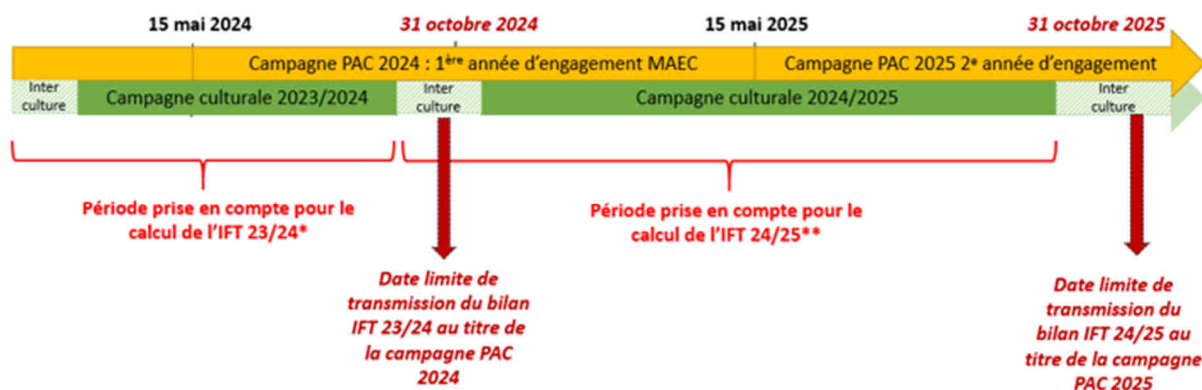 15 mai 2024
31 octobre 2024
15 mai 2025
31 octobre 2025
Campagne PAC 2024 : 1ère année d'engagement MAEC
Campagne PAC 2025 2e année d'engagement
Inter
culture
Campagne culturale 2023/2024
Inter
culture
Campagne culturale 2024/2025
Inter
culture
Période prise en compte pour le
calcul de l'IFT 23/24*
Période prise en compte pour le
calcul de l'IFT 24/25**
Date limite de
transmission du bilan
IFT 23/24 au titre de
la campagne PAC
2024
Date limite de
transmission du
bilan IFT 24/25 au
titre de la campagne
PAC 2025